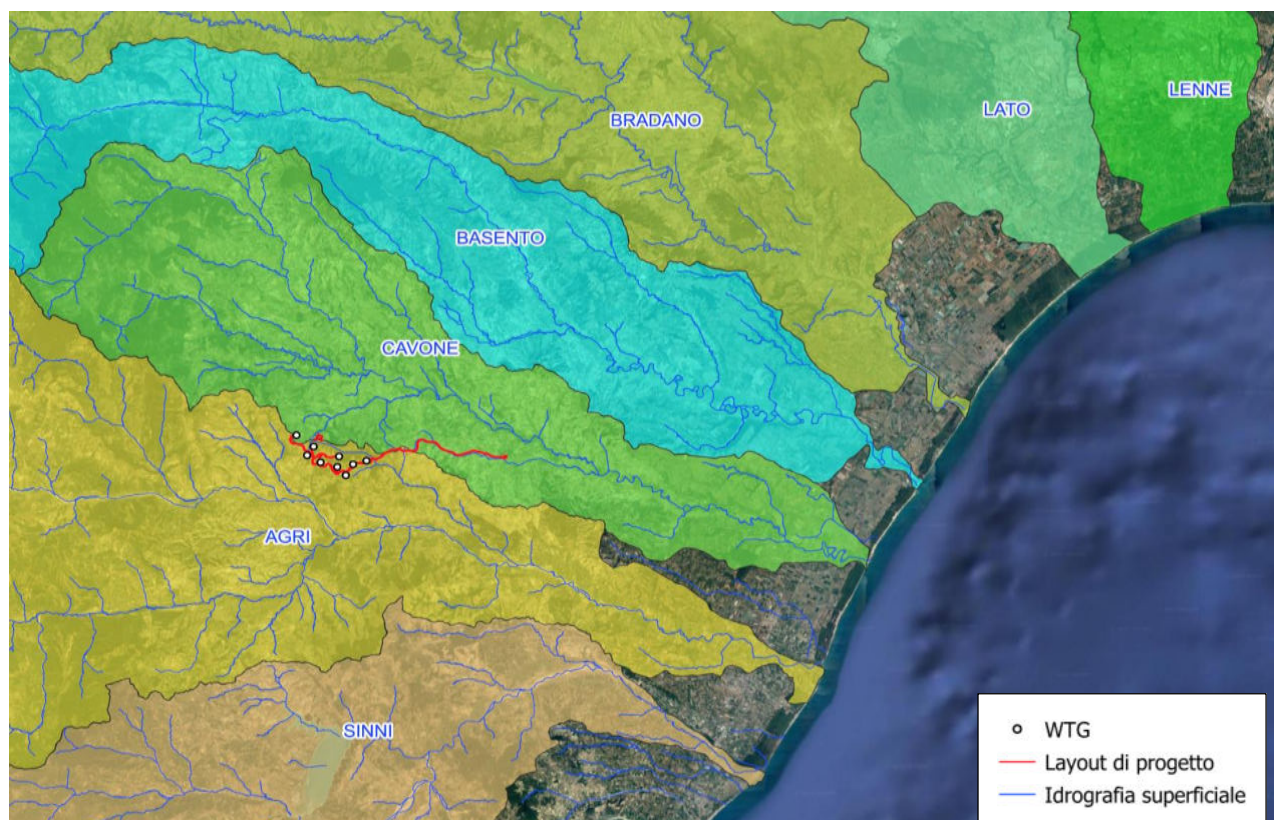 LENNE
LATO
BRADANO
BASENTO
CAVONE
AGRI
SINNI
WTG
Layout di progetto
Idrografia superficiale